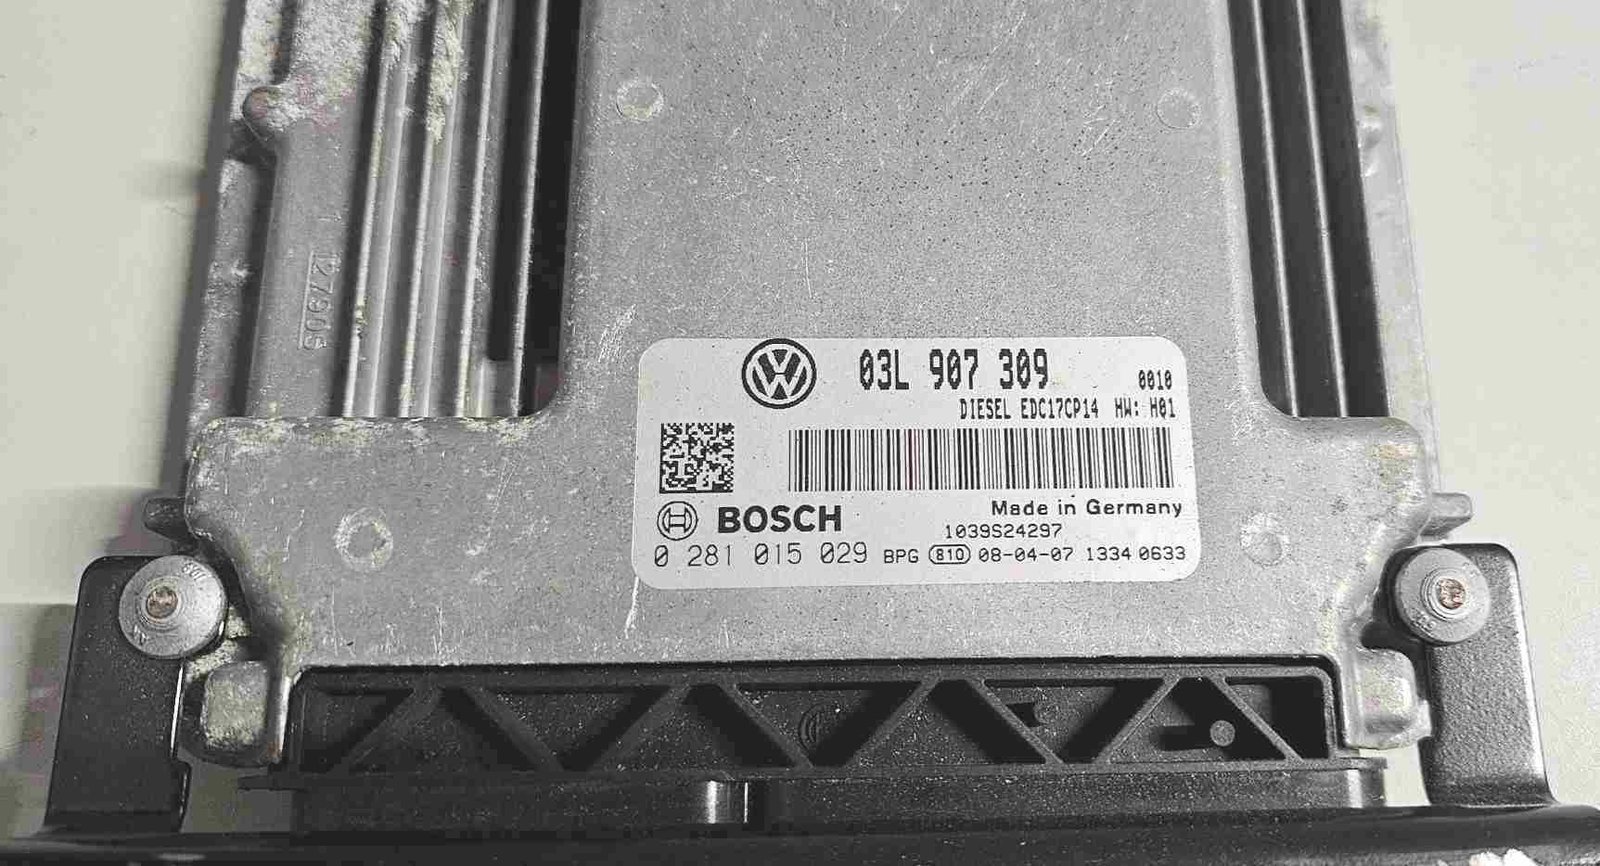 03L 907 309
0010
DIESEL EDC17CP14 HW: H01
BOSCH
Made in Germany
1039S24297
0 281 015 029 BPG 810 08-04-07 1334 0633